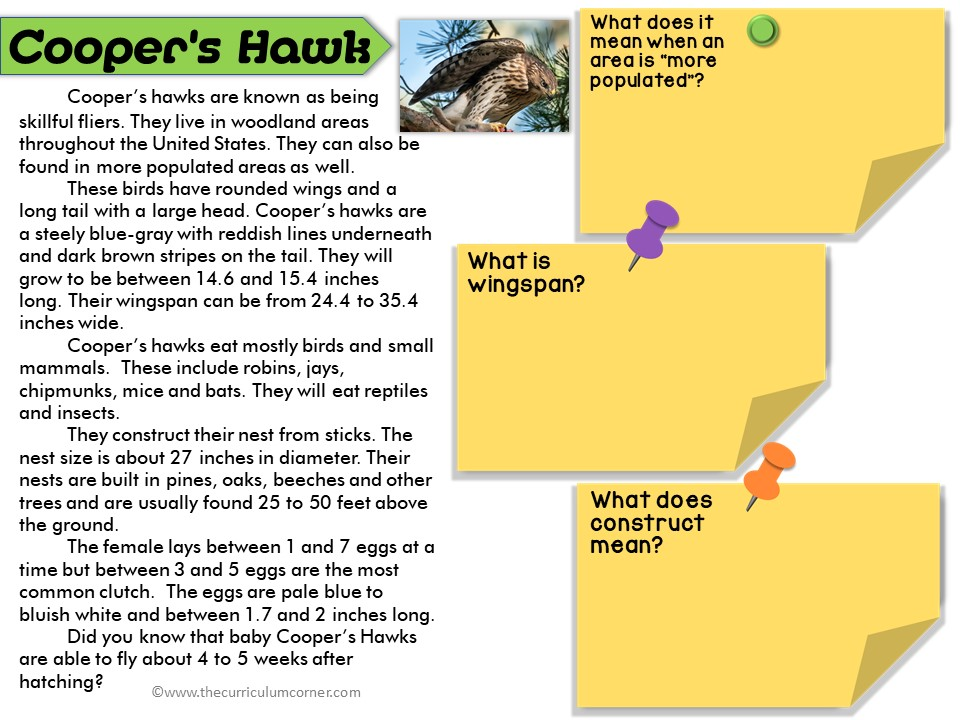 Cooper's Hawk
Cooper's hawks are known as being
skillful fliers. They live in woodland areas
throughout the United States. They can also be
found in more populated areas as well.
These birds have rounded wings and a
long tail with a large head. Cooper's hawks are
a steely blue-gray with reddish lines underneath
and dark brown stripes on the tail. They will
grow to be between 14.6 and 15.4 inches
long. Their wingspan can be from 24.4 to 35.4
inches wide.
Cooper's hawks eat mostly birds and small
mammals.  These include robins, jays,
chipmunks, mice and bats. They will eat reptiles
and insects.
They construct their nest from sticks. The
nest size is about 27 inches in diameter. Their
nests are built in pines, oaks, beeches and other
trees and are usually found 25 to 50 feet above
the ground.
The female lays between 1 and 7 eggs at a
time but between 3 and 5 eggs are the most
common clutch.  The eggs are pale blue to
bluish white and between 1.7 and 2 inches long.
Did you know that baby Cooper's Hawks
are able to fly about 4 to 5 weeks after
hatching?
©www.thecurriculumcorner.com
What does it
mean when an
area is "more
populated"?
What is
wingspan?
What does
construct
mean?